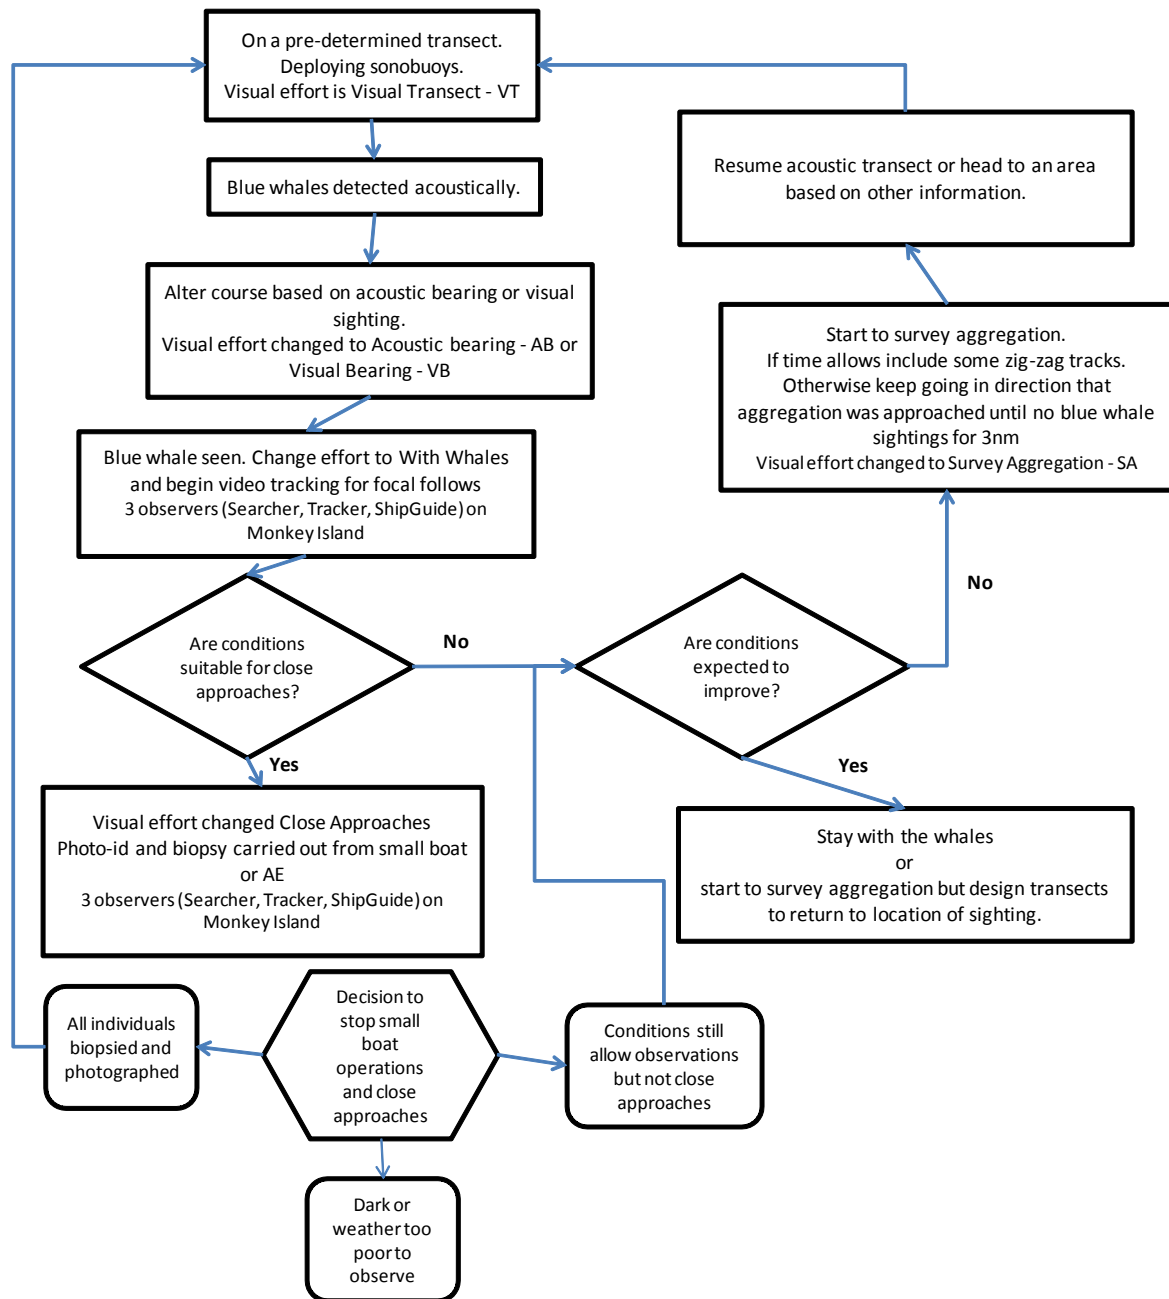 On a pre-determined transect.
Deploying sonobuoys.
Visual effort is Visual Transect - VT
Blue whales detected acoustically.
Alter course based on acoustic bearing or visual
sighting.
Visual effort changed to Acoustic bearing - AB or
Visual Bearing - VB
Blue whale seen. Change effort to With Whales
and begin video tracking for focal follows
3 observers (Searcher, Tracker, ShipGuide) on
Monkey Island
Are conditions
suitable for close
approaches?
No
Yes
Visual effort changed Close Approaches
Photo-id and biopsy carried out from small boat
or AE
3 observers (Searcher, Tracker, ShipGuide) on
Monkey Island
Resume acoustic transect or head to an area
based on other information.
Start to survey aggregation.
If time allows include some zig-zag tracks.
Otherwise keep going in direction that
aggregation was approached until no blue whale
sightings for 3nm
Visual effort changed to Survey Aggregation - SA
No
Are conditions
expected to
improve?
Yes
Stay with the whales
or
start to survey aggregation but design transects
to return to location of sighting.
All individuals
biopsied and
photographed
Decision to
stop small
boat
operations
and close
approaches
Conditions still
allow observations
but not close
approaches
Dark or
weather too
poor to
observe